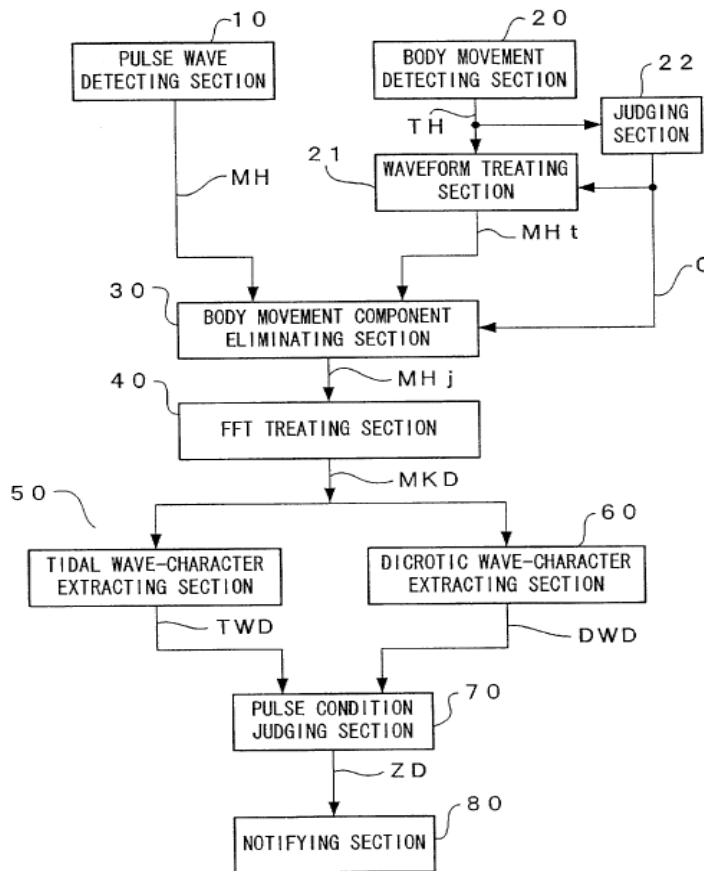 10
PULSE WAVE
DETECTING SECTION
20
BODY MOVEMENT
DETECTING SECTION
22
JUDGING
SECTION
TH
21
WAVEFORM TREATING
SECTION
MH
MHt
C
30
BODY MOVEMENT COMPONENT
ELIMINATING SECTION
MHj
40
FFT TREATING SECTION
MKD
50
TIDAL WAVE-CHARACTER
EXTRACTING SECTION
60
DICROTIC WAVE-CHARACTER
EXTRACTING SECTION
TWD
DWD
70
PULSE CONDITION
JUDGING SECTION
ZD
80
NOTIFYING SECTION